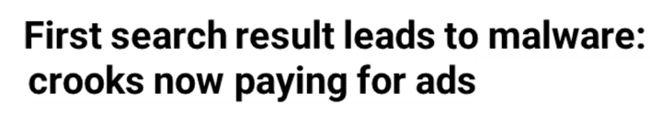 First search result leads to malware:
crooks now paying for ads